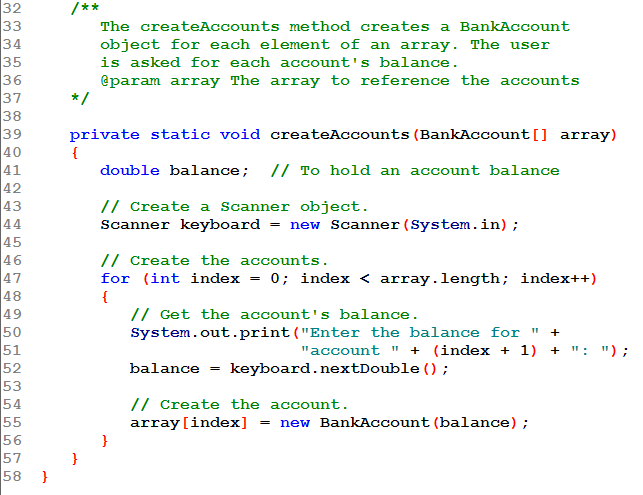 32 /**
33 The createAccounts method creates a BankAccount
34 object for each element of an array. The user
35 is asked for each account's balance.
36 @param array The array to reference the accounts
37 */
38
39 private static void createAccounts(BankAccount[] array)
40 {
41 double balance;  // To hold an account balance
42
43 // Create a Scanner object.
44 Scanner keyboard = new Scanner(System.in);
45
46 // Create the accounts.
47 for (int index = 0; index < array.length; index++)
48 {
49 // Get the account's balance.
50 System.out.print("Enter the balance for " +
51 "account " + (index + 1) + ": ");
52 balance = keyboard.nextDouble();
53
54 // Create the account.
55 array[index] = new BankAccount(balance);
56 }
57 }
58 }